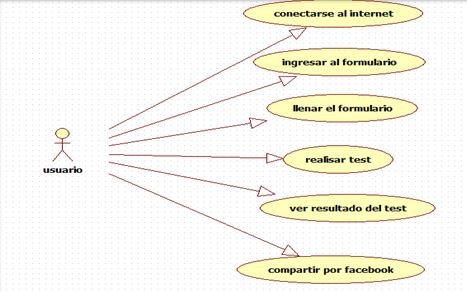 conectarse al internet
ingresar al formulario
llenar el formulario
realisar test
usuario
ver resultado del test
compartir por facebook